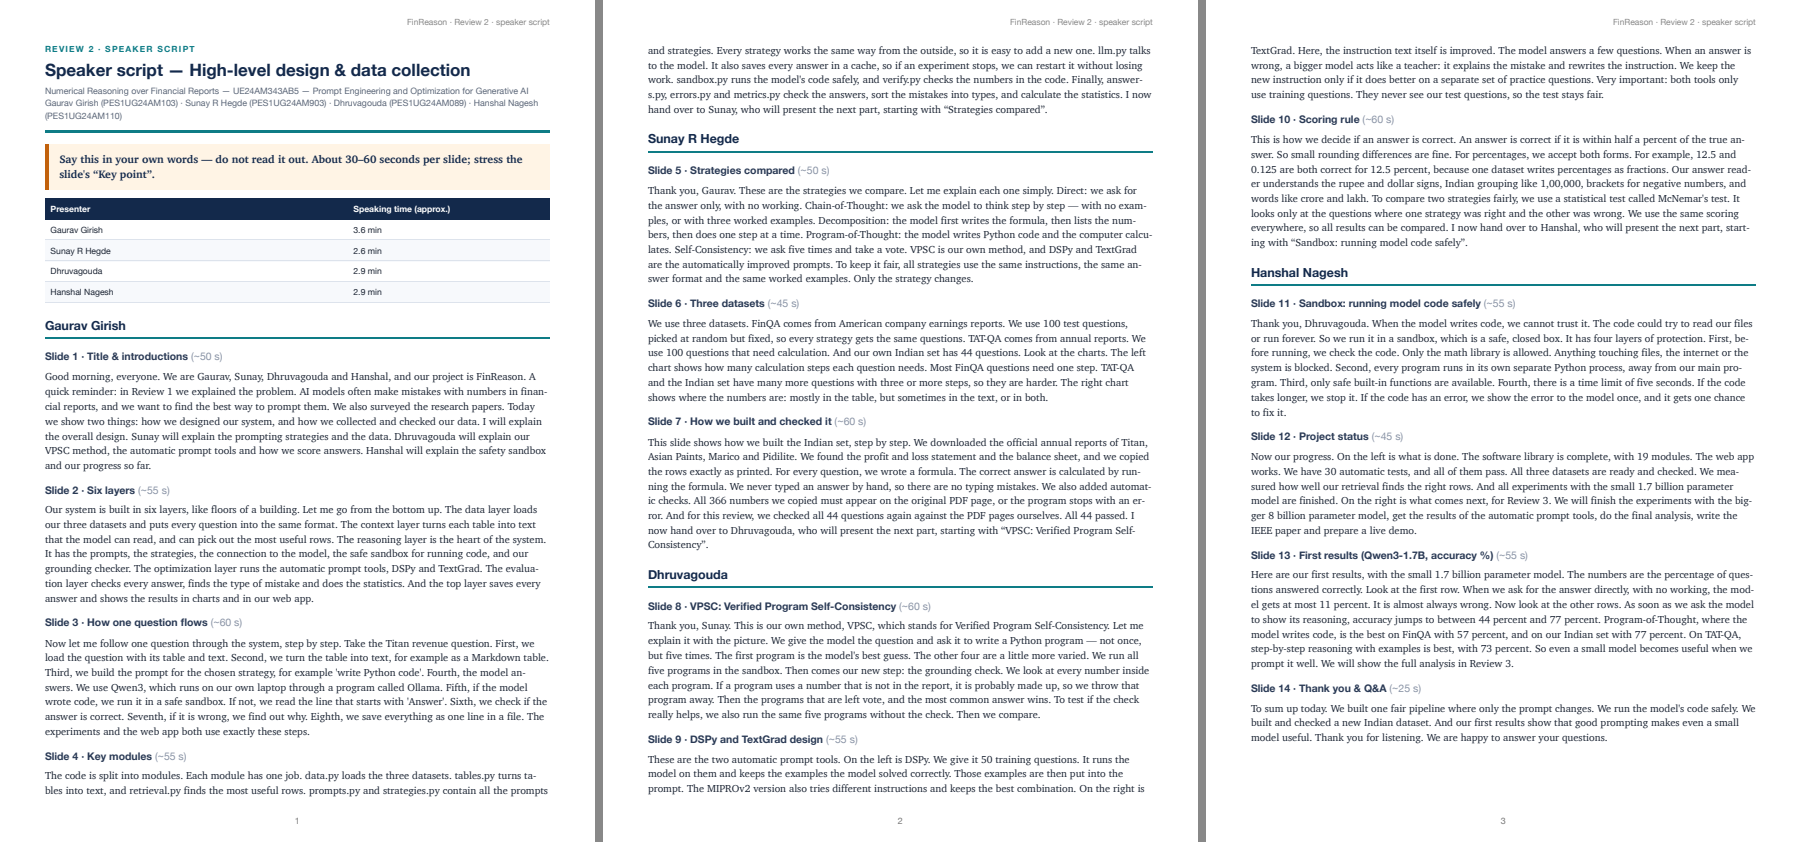 FinReason · Review 2 · speaker script
REVIEW 2 · SPEAKER SCRIPT
Speaker script — High-level design & data collection
Numerical Reasoning over Financial Reports — UE24AM343AB5 — Prompt Engineering and Optimization for Generative AI
Gaurav Girish (PES1UG24AM103) · Sunay R Hegde (PES1UG24AM903) · Dhruvagouda (PES1UG24AM089) · Hanshal Nagesh
(PES1UG24AM110)
Say this in your own words — do not read it out. About 30–60 seconds per slide; stress the
slide's “Key point”.
Presenter Speaking time (approx.)
Gaurav Girish 3.6 min
Sunay R Hegde 2.6 min
Dhruvagouda 2.9 min
Hanshal Nagesh 2.9 min
Gaurav Girish
Slide 1 · Title & introductions (~50 s)
Good morning, everyone. We are Gaurav, Sunay, Dhruvagouda and Hanshal, and our project is FinReason. A
quick reminder: in Review 1 we explained the problem. AI models often make mistakes with numbers in finan-
cial reports, and we want to find the best way to prompt them. We also surveyed the research papers. Today
we show two things: how we designed our system, and how we collected and checked our data. I will explain
the overall design. Sunay will explain the prompting strategies and the data. Dhruvagouda will explain our
VPSC method, the automatic prompt tools and how we score answers. Hanshal will explain the safety sandbox
and our progress so far.
Slide 2 · Six layers (~55 s)
Our system is built in six layers, like floors of a building. Let me go from the bottom up. The data layer loads
our three datasets and puts every question into the same format. The context layer turns each table into text
that the model can read, and can pick out the most useful rows. The reasoning layer is the heart of the system.
It has the prompts, the strategies, the connection to the model, the safe sandbox for running code, and our
grounding checker. The optimization layer runs the automatic prompt tools, DSPy and TextGrad. The evalua-
tion layer checks every answer, finds the type of mistake and does the statistics. And the top layer saves every
answer and shows the results in charts and in our web app.
Slide 3 · How one question flows (~60 s)
Now let me follow one question through the system, step by step. Take the Titan revenue question. First, we
load the question with its table and text. Second, we turn the table into text, for example as a Markdown table.
Third, we build the prompt for the chosen strategy, for example 'write Python code'. Fourth, the model an-
swers. We use Qwen3, which runs on our own laptop through a program called Ollama. Fifth, if the model
wrote code, we run it in a safe sandbox. If not, we read the line that starts with 'Answer'. Sixth, we check if the
answer is correct. Seventh, if it is wrong, we find out why. Eighth, we save everything as one line in a file. The
experiments and the web app both use exactly these steps.
Slide 4 · Key modules (~55 s)
The code is split into modules. Each module has one job. data.py loads the three datasets. tables.py turns ta-
bles into text, and retrieval.py finds the most useful rows. prompts.py and strategies.py contain all the prompts
1
FinReason · Review 2 · speaker script
and strategies. Every strategy works the same way from the outside, so it is easy to add a new one. llm.py talks
to the model. It also saves every answer in a cache, so if an experiment stops, we can restart it without losing
work. sandbox.py runs the model's code safely, and verify.py checks the numbers in the code. Finally, answer-
s.py, errors.py and metrics.py check the answers, sort the mistakes into types, and calculate the statistics. I now
hand over to Sunay, who will present the next part, starting with “Strategies compared”.
Sunay R Hegde
Slide 5 · Strategies compared (~50 s)
Thank you, Gaurav. These are the strategies we compare. Let me explain each one simply. Direct: we ask for
the answer only, with no working. Chain-of-Thought: we ask the model to think step by step — with no exam-
ples, or with three worked examples. Decomposition: the model first writes the formula, then lists the num-
bers, then does one step at a time. Program-of-Thought: the model writes Python code and the computer calcu-
lates. Self-Consistency: we ask five times and take a vote. VPSC is our own method, and DSPy and TextGrad
are the automatically improved prompts. To keep it fair, all strategies use the same instructions, the same an-
swer format and the same worked examples. Only the strategy changes.
Slide 6 · Three datasets (~45 s)
We use three datasets. FinQA comes from American company earnings reports. We use 100 test questions,
picked at random but fixed, so every strategy gets the same questions. TAT-QA comes from annual reports. We
use 100 questions that need calculation. And our own Indian set has 44 questions. Look at the charts. The left
chart shows how many calculation steps each question needs. Most FinQA questions need one step. TAT-QA
and the Indian set have many more questions with three or more steps, so they are harder. The right chart
shows where the numbers are: mostly in the table, but sometimes in the text, or in both.
Slide 7 · How we built and checked it (~60 s)
This slide shows how we built the Indian set, step by step. We downloaded the official annual reports of Titan,
Asian Paints, Marico and Pidilite. We found the profit and loss statement and the balance sheet, and we copied
the rows exactly as printed. For every question, we wrote a formula. The correct answer is calculated by run-
ning the formula. We never typed an answer by hand, so there are no typing mistakes. We also added automat-
ic checks. All 366 numbers we copied must appear on the original PDF page, or the program stops with an er-
ror. And for this review, we checked all 44 questions again against the PDF pages ourselves. All 44 passed. I
now hand over to Dhruvagouda, who will present the next part, starting with “VPSC: Verified Program Self-
Consistency”.
Dhruvagouda
Slide 8 · VPSC: Verified Program Self-Consistency (~60 s)
Thank you, Sunay. This is our own method, VPSC, which stands for Verified Program Self-Consistency. Let me
explain it with the picture. We give the model the question and ask it to write a Python program — not once,
but five times. The first program is the model's best guess. The other four are a little more varied. We run all
five programs in the sandbox. Then comes our new step: the grounding check. We look at every number inside
each program. If a program uses a number that is not in the report, it is probably made up, so we throw that
program away. Then the programs that are left vote, and the most common answer wins. To test if the check
really helps, we also run the same five programs without the check. Then we compare.
Slide 9 · DSPy and TextGrad design (~55 s)
These are the two automatic prompt tools. On the left is DSPy. We give it 50 training questions. It runs the
model on them and keeps the examples the model solved correctly. Those examples are then put into the
prompt. The MIPROv2 version also tries different instructions and keeps the best combination. On the right is
2
FinReason · Review 2 · speaker script
TextGrad. Here, the instruction text itself is improved. The model answers a few questions. When an answer is
wrong, a bigger model acts like a teacher: it explains the mistake and rewrites the instruction. We keep the
new instruction only if it does better on a separate set of practice questions. Very important: both tools only
use training questions. They never see our test questions, so the test stays fair.
Slide 10 · Scoring rule (~60 s)
This is how we decide if an answer is correct. An answer is correct if it is within half a percent of the true an-
swer. So small rounding differences are fine. For percentages, we accept both forms. For example, 12.5 and
0.125 are both correct for 12.5 percent, because one dataset writes percentages as fractions. Our answer read-
er understands the rupee and dollar signs, Indian grouping like 1,00,000, brackets for negative numbers, and
words like crore and lakh. To compare two strategies fairly, we use a statistical test called McNemar's test. It
looks only at the questions where one strategy was right and the other was wrong. We use the same scoring
everywhere, so all results can be compared. I now hand over to Hanshal, who will present the next part, start-
ing with “Sandbox: running model code safely”.
Hanshal Nagesh
Slide 11 · Sandbox: running model code safely (~55 s)
Thank you, Dhruvagouda. When the model writes code, we cannot trust it. The code could try to read our files
or run forever. So we run it in a sandbox, which is a safe, closed box. It has four layers of protection. First, be-
fore running, we check the code. Only the math library is allowed. Anything touching files, the internet or the
system is blocked. Second, every program runs in its own separate Python process, away from our main pro-
gram. Third, only safe built-in functions are available. Fourth, there is a time limit of five seconds. If the code
takes longer, we stop it. If the code has an error, we show the error to the model once, and it gets one chance
to fix it.
Slide 12 · Project status (~45 s)
Now our progress. On the left is what is done. The software library is complete, with 19 modules. The web app
works. We have 30 automatic tests, and all of them pass. All three datasets are ready and checked. We mea-
sured how well our retrieval finds the right rows. And all experiments with the small 1.7 billion parameter
model are finished. On the right is what comes next, for Review 3. We will finish the experiments with the big-
ger 8 billion parameter model, get the results of the automatic prompt tools, do the final analysis, write the
IEEE paper and prepare a live demo.
Slide 13 · First results (Qwen3-1.7B, accuracy %) (~55 s)
Here are our first results, with the small 1.7 billion parameter model. The numbers are the percentage of ques-
tions answered correctly. Look at the first row. When we ask for the answer directly, with no working, the mod-
el gets at most 11 percent. It is almost always wrong. Now look at the other rows. As soon as we ask the model
to show its reasoning, accuracy jumps to between 44 percent and 77 percent. Program-of-Thought, where the
model writes code, is the best on FinQA with 57 percent, and on our Indian set with 77 percent. On TAT-QA,
step-by-step reasoning with examples is best, with 73 percent. So even a small model becomes useful when we
prompt it well. We will show the full analysis in Review 3.
Slide 14 · Thank you & Q&A (~25 s)
To sum up today. We built one fair pipeline where only the prompt changes. We run the model's code safely. We
built and checked a new Indian dataset. And our first results show that good prompting makes even a small
model useful. Thank you for listening. We are happy to answer your questions.
3